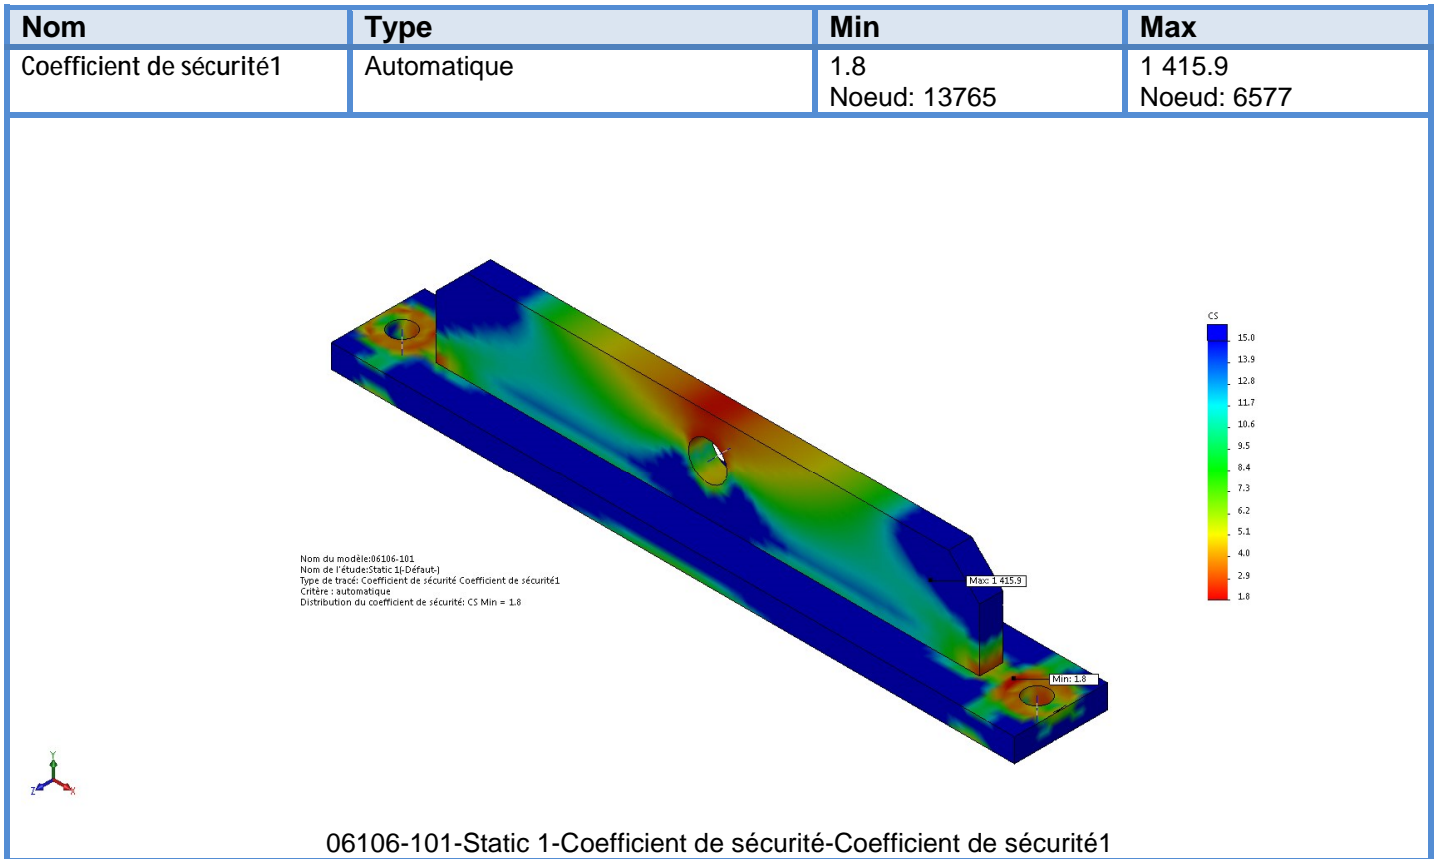 Nom Type Min Max
Coefficient de sécurité1 Automatique 1.8 1 415.9
Noeud: 13765 Noeud: 6577
CS
15.0
13.9
12.8
11.7
10.6
9.5
8.4
7.3
6.2
5.1
4.0
2.9
1.8
Max: 1 415.9
Min: 1.8
Nom du modèle:06106-101
Nom de l'étude:Static 1(-Défaut-)
Type de tracé: Coefficient de sécurité Coefficient de sécurité1
Critère : automatique
Distribution du coefficient de sécurité: CS Min = 1.8
Y
Z X
06106-101-Static 1-Coefficient de sécurité-Coefficient de sécurité1